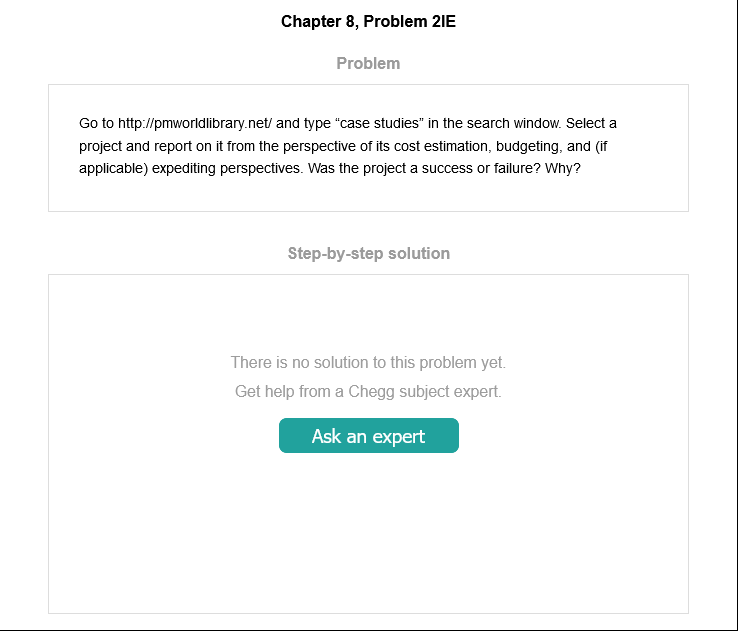 Chapter 8, Problem 2IE
Problem
Go to http://pmworldlibrary.net/ and type “case studies” in the search window. Select a
project and report on it from the perspective of its cost estimation, budgeting, and (if
applicable) expediting perspectives. Was the project a success or failure? Why?
Step-by-step solution
There is no solution to this problem yet.
Get help from a Chegg subject expert.
Ask an expert